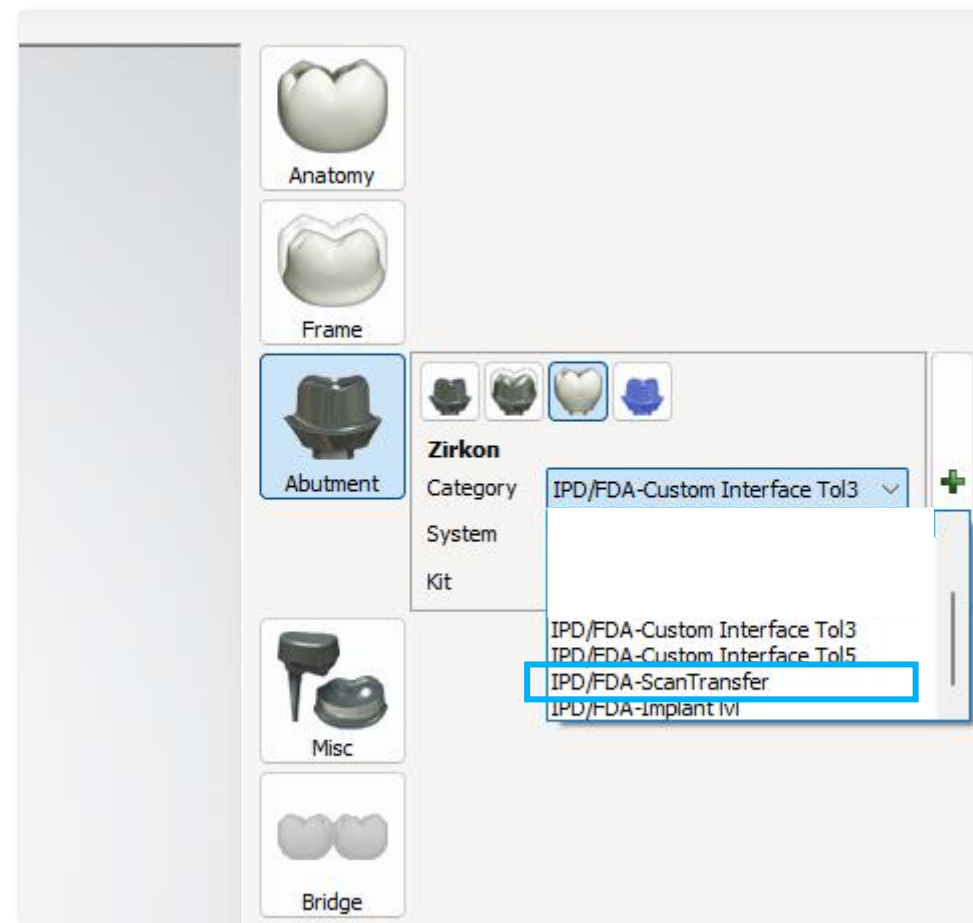 Anatomy
Frame
Abutment
Zirkon
Category IPD/FDA-Custom Interface Tol3
System
Kit
IPD/FDA-Custom Interface Tol3
IPD/FDA-Custom Interface Tol5
IPD/FDA-ScanTransfer
IPD/FDA-Implant lvl
Misc
Bridge